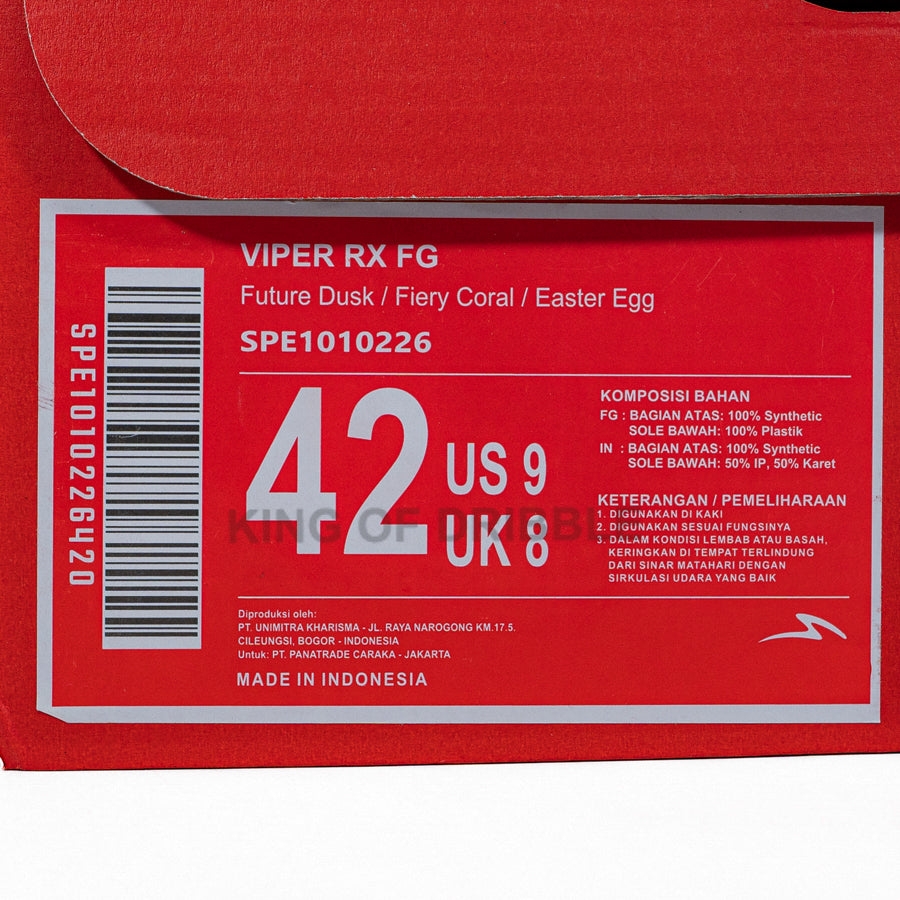 VIPER RX FG
Future Dusk / Fiery Coral / Easter Egg
SPE1010226
SPE1010226420
42
US 9
UK 8
KOMPOSISI BAHAN
FG : BAGIAN ATAS: 100% Synthetic
SOLE BAWAH: 100% Plastik
IN : BAGIAN ATAS: 100% Synthetic
SOLE BAWAH: 50% IP, 50% Karet
KETERANGAN / PEMELIHARAAN
1. DIGUNAKAN DI KAKI
2. DIGUNAKAN SESUAI FUNGSINYA
3. DALAM KONDISI LEMBAB ATAU BASAH,
KERINGKAN DI TEMPAT TERLINDUNG
DARI SINAR MATAHARI DENGAN
SIRKULASI UDARA YANG BAIK
KING OF DRIBBLE
Diproduksi oleh:
PT. UNIMITRA KHARISMA - JL. RAYA NAROGONG KM.17.5.
CILEUNGSI, BOGOR - INDONESIA
Untuk: PT. PANATRADE CARAKA - JAKARTA
MADE IN INDONESIA